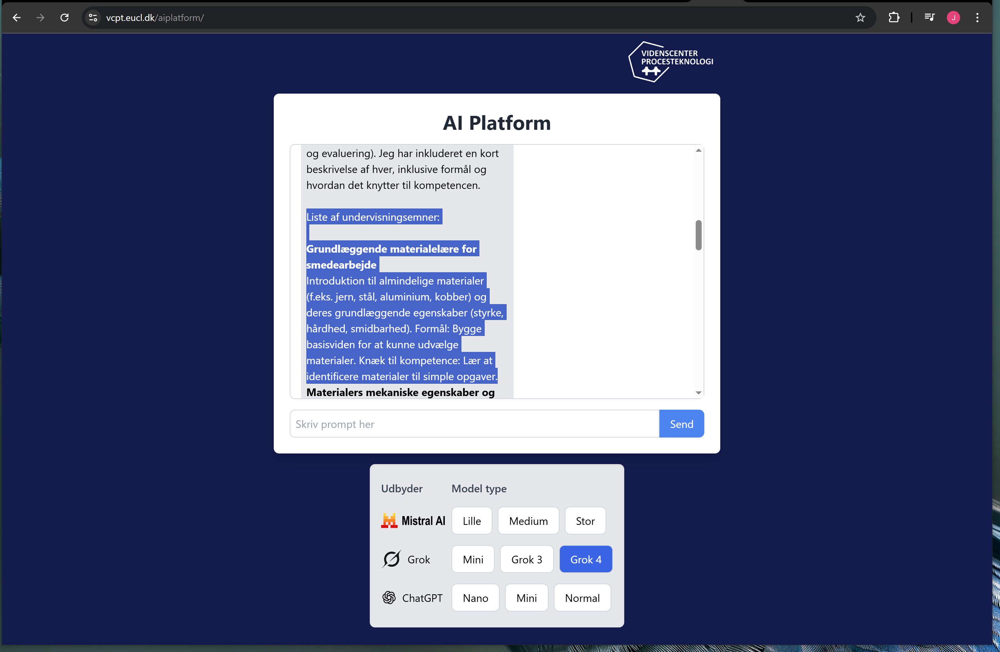 vcpt.eucl.dk/aiplatform/
J
VIDENSCENTER
PROCESTEKNOLOGI
AI Platform
og evaluering). Jeg har inkluderet en kort
beskrivelse af hver, inklusive formål og
hvordan det knytter til kompetencen.
Liste af undervisningsemner:
Grundlæggende materialelære for
smedearbejde
Introduktion til almindelige materialer
(f.eks. jern, stål, aluminium, kobber) og
deres grundlæggende egenskaber (styrke,
hårdhed, smidbarhed). Formål: Bygge
basisviden for at kunne udvælge
materialer. Knæk til kompetence: Lær at
identificere materialer til simple opgaver.
Materialers mekaniske egenskaber og
Skriv prompt her
Send
Udbyder Model type
Mistral AI Lille Medium Stor
Grok Mini Grok 3 Grok 4
ChatGPT Nano Mini Normal